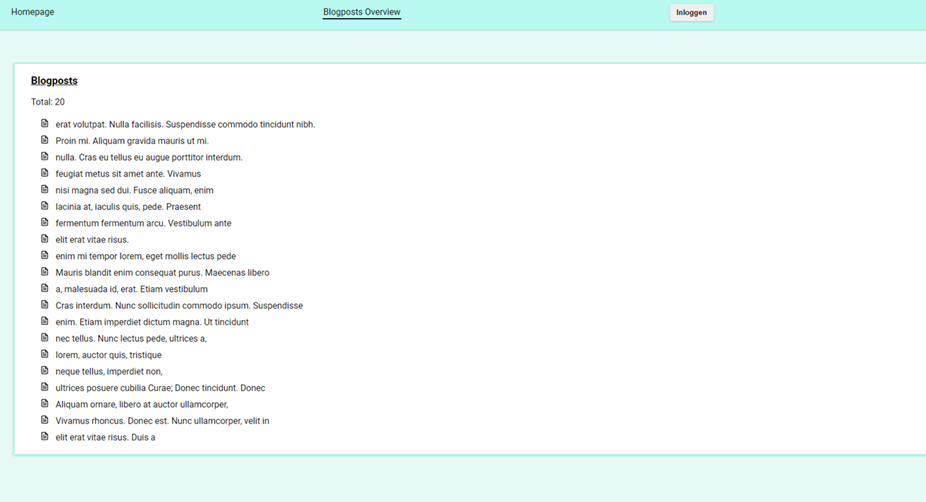 Homepage
Blogposts Overview
Inloggen
Blogposts
Total: 20
erat volutpat. Nulla facilisis. Suspendisse commodo tincidunt nibh.
Proin mi. Aliquam gravida mauris ut mi.
nulla. Cras eu tellus eu augue porttitor interdum.
feugiat metus sit amet ante. Vivamus
nisi magna sed dui. Fusce aliquam, enim
lacinia at, iaculis quis, pede. Praesent
fermentum fermentum arcu. Vestibulum ante
elit erat vitae risus.
enim mi tempor lorem, eget mollis lectus pede
Mauris blandit enim consequat purus. Maecenas libero
a, malesuada id, erat. Etiam vestibulum
Cras interdum. Nunc sollicitudin commodo ipsum. Suspendisse
enim. Etiam imperdiet dictum magna. Ut tincidunt
nec tellus. Nunc lectus pede, ultrices a,
lorem, auctor quis, tristique
neque tellus, imperdiet non,
ultrices posuere cubilia Curae; Donec tincidunt. Donec
Aliquam ornare, libero at auctor ullamcorper,
Vivamus rhoncus. Donec est. Nunc ullamcorper, velit in
elit erat vitae risus. Duis a